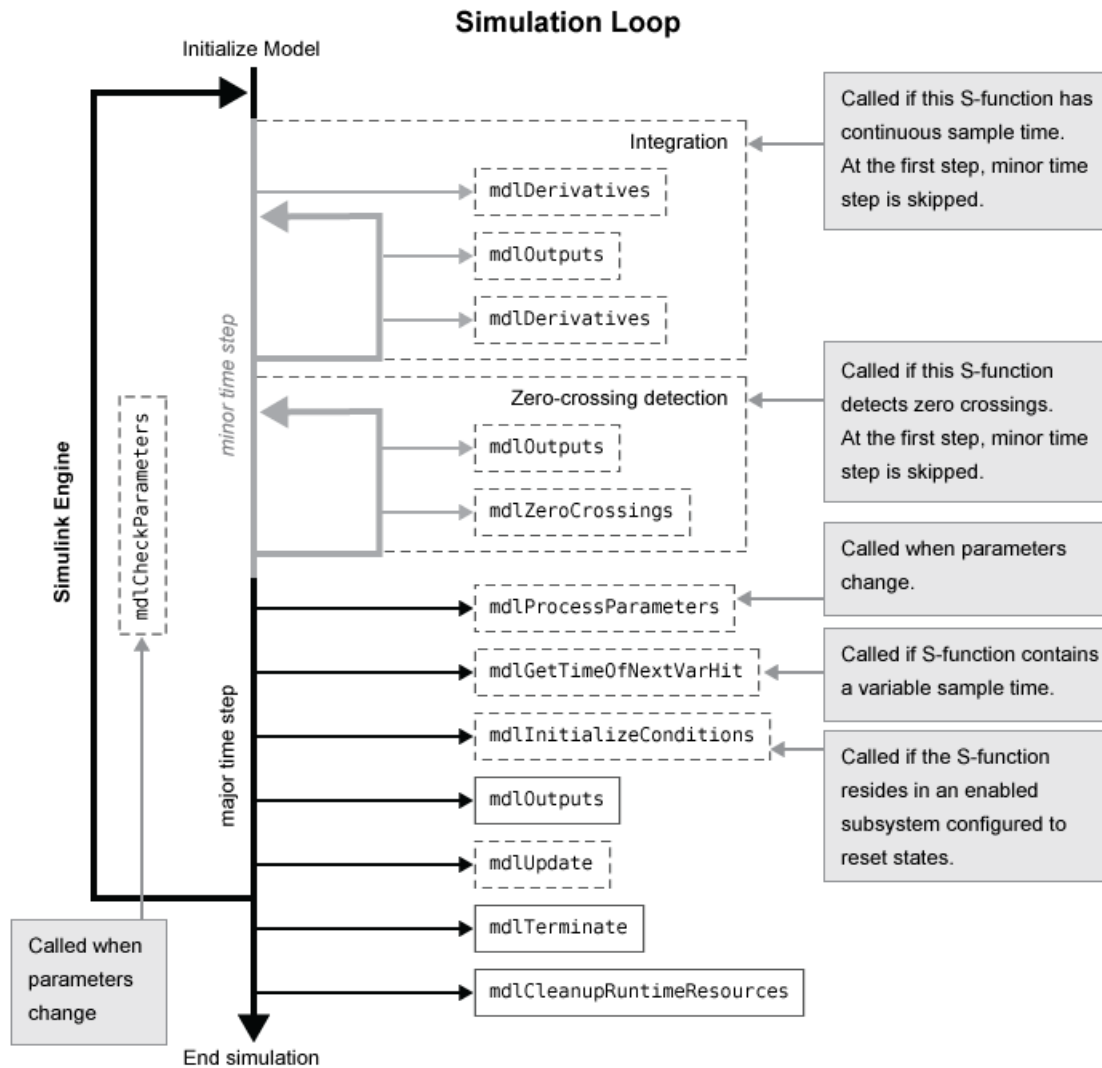 Simulation Loop
Initialize Model
Called if this S-function has
continuous sample time.
At the first step, minor time
step is skipped.
Integration
mdlDerivatives
mdlOutputs
mdlDerivatives
minor time step
Called if this S-function
detects zero crossings.
At the first step, minor time
step is skipped.
Zero-crossing detection
mdlOutputs
mdlZeroCrossings
Simulink Engine
mdlCheckParameters
Called when parameters
change.
mdlProcessParameters
Called if S-function contains
a variable sample time.
mdlGetTimeOfNextVarHit
major time step
mdlInitializeConditions
Called if the S-function
resides in an enabled
subsystem configured to
reset states.
mdlOutputs
mdlUpdate
mdlTerminate
Called when
parameters
change
mdlCleanupRuntimeResources
End simulation